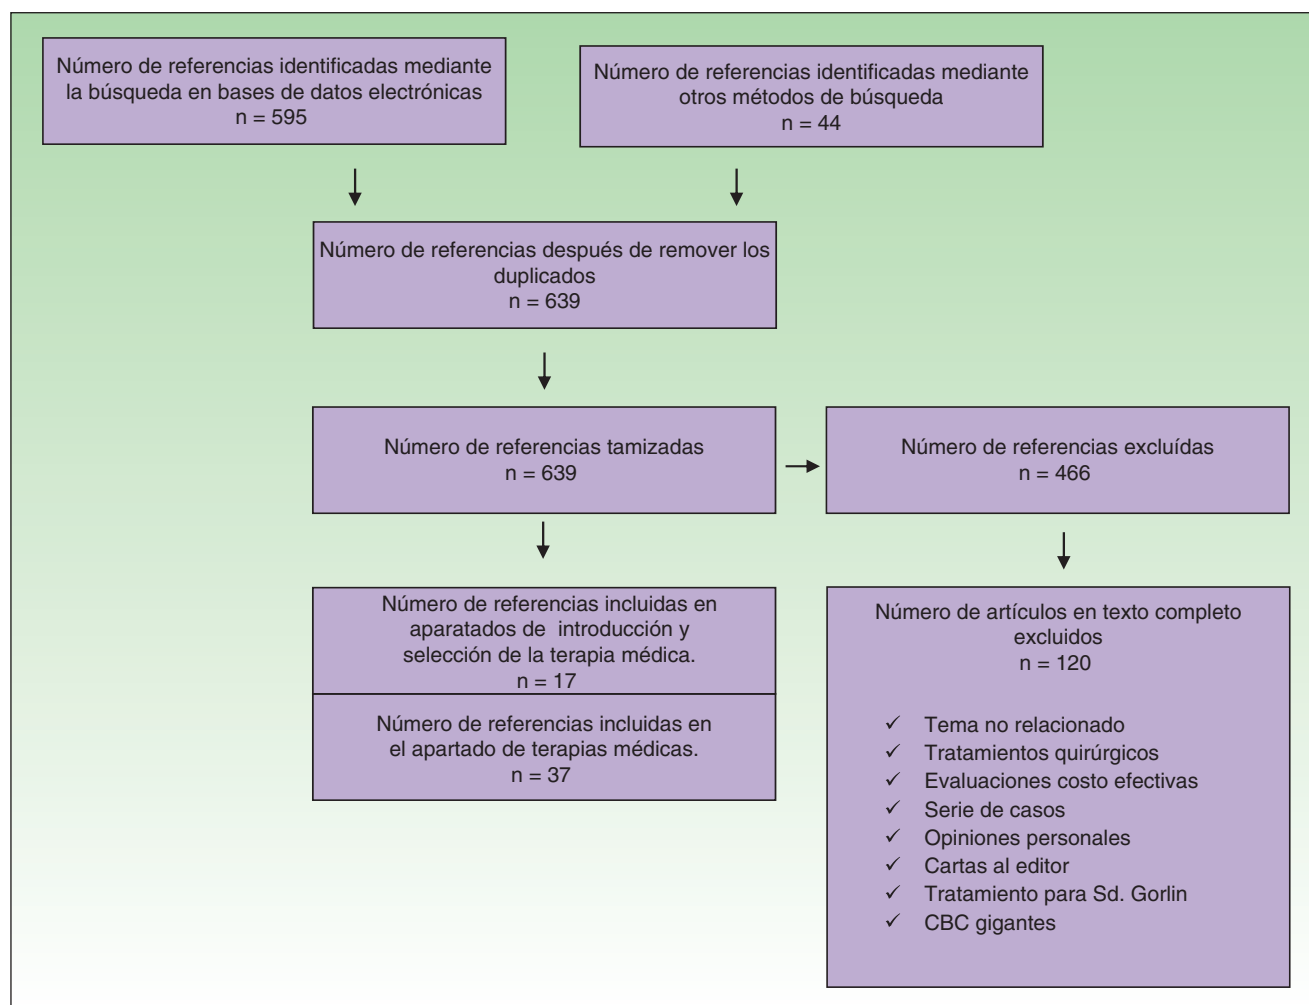 Número de referencias identificadas mediante
la búsqueda en bases de datos electrónicas
n = 595
Número de referencias identificadas mediante
otros métodos de búsqueda
n = 44
Número de referencias después de remover los
duplicados
n = 639
Número de referencias tamizadas
n = 639
Número de referencias excluídas
n = 466
Número de referencias incluidas en
aparatados de introducción y
selección de la terapia médica.
n = 17
Número de referencias incluidas en
el apartado de terapias médicas.
n = 37
Número de artículos en texto completo
excluidos
n = 120
✓ Tema no relacionado
✓ Tratamientos quirúrgicos
✓ Evaluaciones costo efectivas
✓ Serie de casos
✓ Opiniones personales
✓ Cartas al editor
✓ Tratamiento para Sd. Gorlin
✓ CBC gigantes